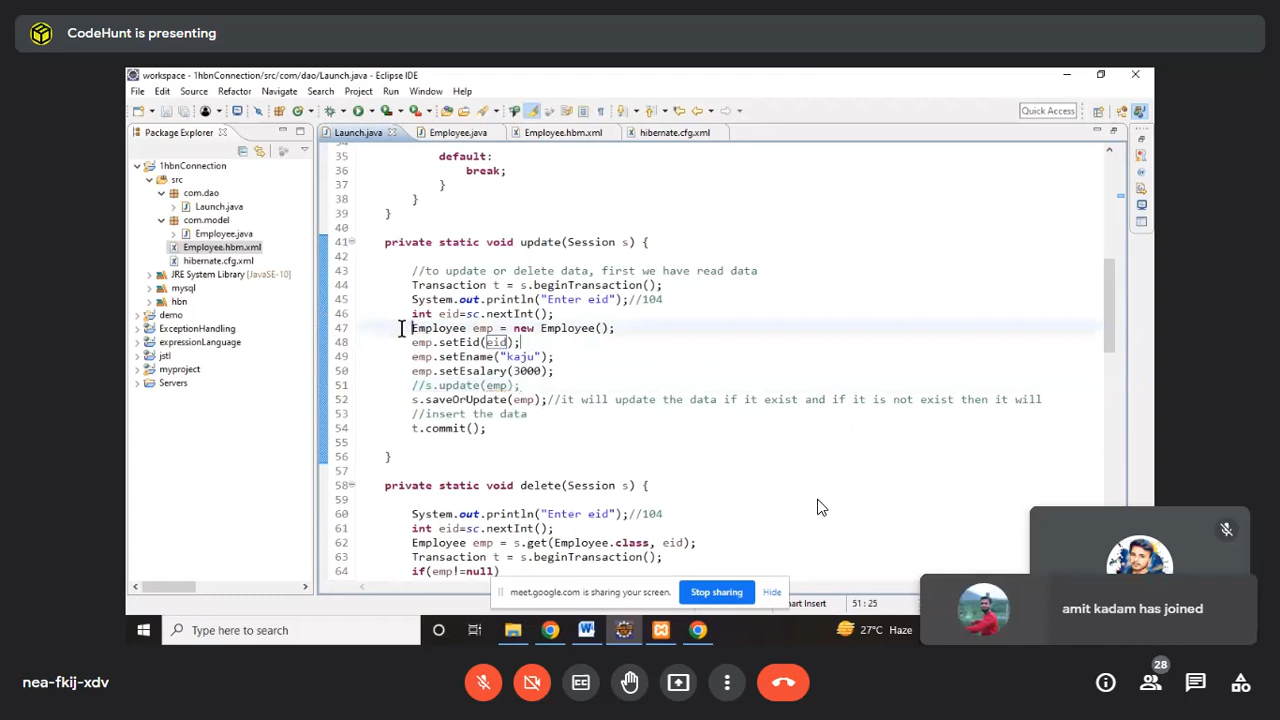 CodeHunt is presenting
workspace - 1hbnConnection/src/com/dao/Launch.java - Eclipse IDE
File Edit Source Refactor Navigate Search Project Run Window Help
Quick Access
Package Explorer
Launch.java Employee.java Employee.hbm.xml hibernate.cfg.xml
1hbnConnection
src
com.dao
Launch.java
com.model
Employee.java
Employee.hbm.xml
hibernate.cfg.xml
JRE System Library [JavaSE-10]
mysql
hbn
demo
ExceptionHandling
expressionLanguage
jstl
myproject
Servers
34
35 default:
36 break;
37 }
38 }
39 }
40
41 private static void update(Session s) {
42
43 //to update or delete data, first we have read data
44 Transaction t = s.beginTransaction();
45 System.out.println("Enter eid");//104
46 int eid=sc.nextInt();
47 Employee emp = new Employee();
48 emp.setEid(eid);
49 emp.setEname("kaju");
50 emp.setEsalary(3000);
51 //s.update(emp);
52 s.saveOrUpdate(emp);//it will update the data if it exist and if it is not exist then it will
53 //insert the data
54 t.commit();
55
56 }
57
58 private static void delete(Session s) {
59
60 System.out.println("Enter eid");//104
61 int eid=sc.nextInt();
62 Employee emp = s.get(Employee.class, eid);
63 Transaction t = s.beginTransaction();
64 if(emp!=null)
meet.google.com is sharing your screen. Stop sharing Hide
art Insert 51 : 25
amit kadam has joined
Type here to search
27°C Haze
nea-fkij-xdv
28